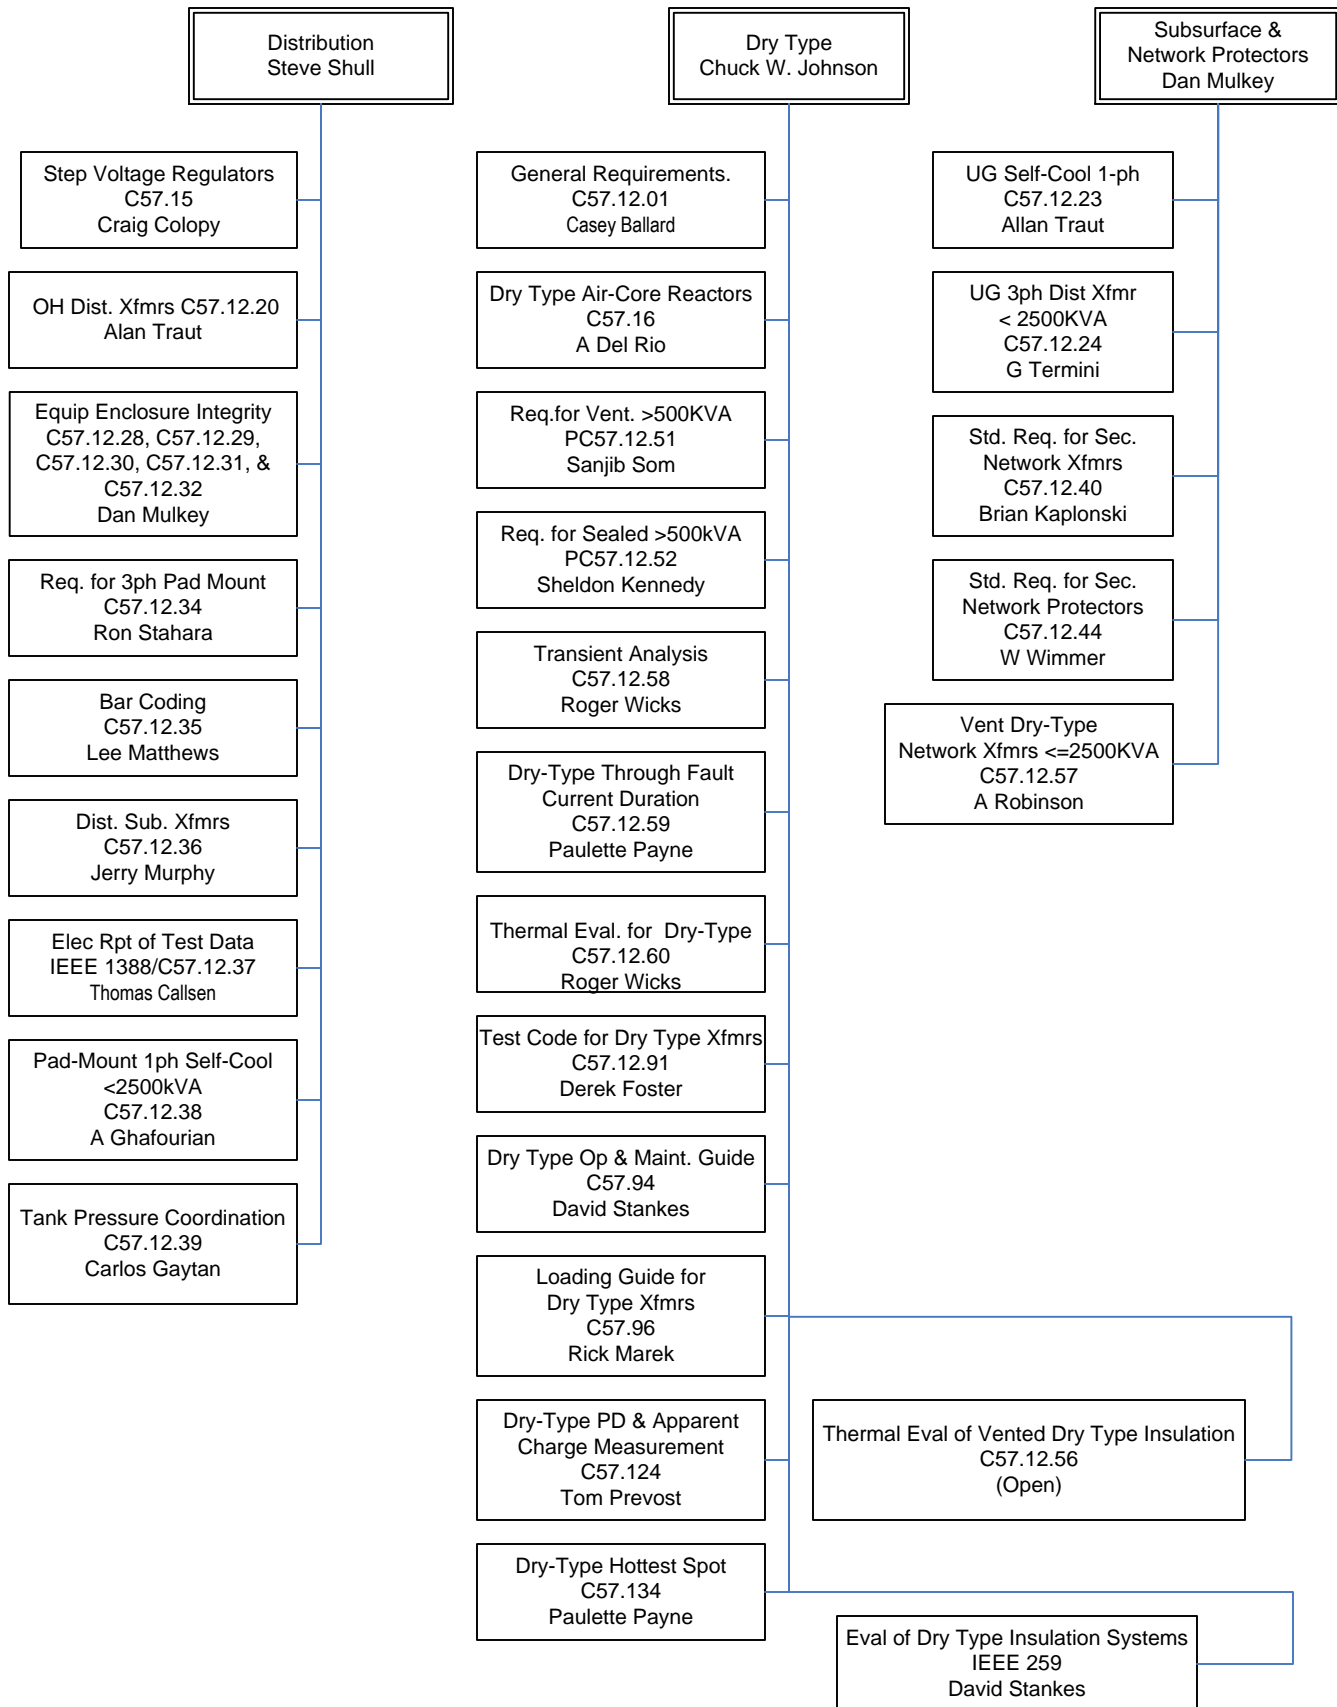 Distribution
Steve Shull
Step Voltage Regulators
C57.15
Craig Colopy
OH Dist. Xfmrs C57.12.20
Alan Traut
Equip Enclosure Integrity
C57.12.28, C57.12.29,
C57.12.30, C57.12.31, &
C57.12.32
Dan Mulkey
Req. for 3ph Pad Mount
C57.12.34
Ron Stahara
Bar Coding
C57.12.35
Lee Matthews
Dist. Sub. Xfmrs
C57.12.36
Jerry Murphy
Elec Rpt of Test Data
IEEE 1388/C57.12.37
Thomas Callsen
Pad-Mount 1ph Self-Cool
<2500kVA
C57.12.38
A Ghafourian
Tank Pressure Coordination
C57.12.39
Carlos Gaytan
Dry Type
Chuck W. Johnson
General Requirements.
C57.12.01
Casey Ballard
Dry Type Air-Core Reactors
C57.16
A Del Rio
Req.for Vent. >500KVA
PC57.12.51
Sanjib Som
Req. for Sealed >500kVA
PC57.12.52
Sheldon Kennedy
Transient Analysis
C57.12.58
Roger Wicks
Dry-Type Through Fault
Current Duration
C57.12.59
Paulette Payne
Thermal Eval. for Dry-Type
C57.12.60
Roger Wicks
Test Code for Dry Type Xfmrs
C57.12.91
Derek Foster
Dry Type Op & Maint. Guide
C57.94
David Stankes
Loading Guide for
Dry Type Xfmrs
C57.96
Rick Marek
Dry-Type PD & Apparent
Charge Measurement
C57.124
Tom Prevost
Dry-Type Hottest Spot
C57.134
Paulette Payne
Thermal Eval of Vented Dry Type Insulation
C57.12.56
(Open)
Eval of Dry Type Insulation Systems
IEEE 259
David Stankes
Subsurface &
Network Protectors
Dan Mulkey
UG Self-Cool 1-ph
C57.12.23
Allan Traut
UG 3ph Dist Xfmr
< 2500KVA
C57.12.24
G Termini
Std. Req. for Sec.
Network Xfmrs
C57.12.40
Brian Kaplonski
Std. Req. for Sec.
Network Protectors
C57.12.44
W Wimmer
Vent Dry-Type
Network Xfmrs <=2500KVA
C57.12.57
A Robinson